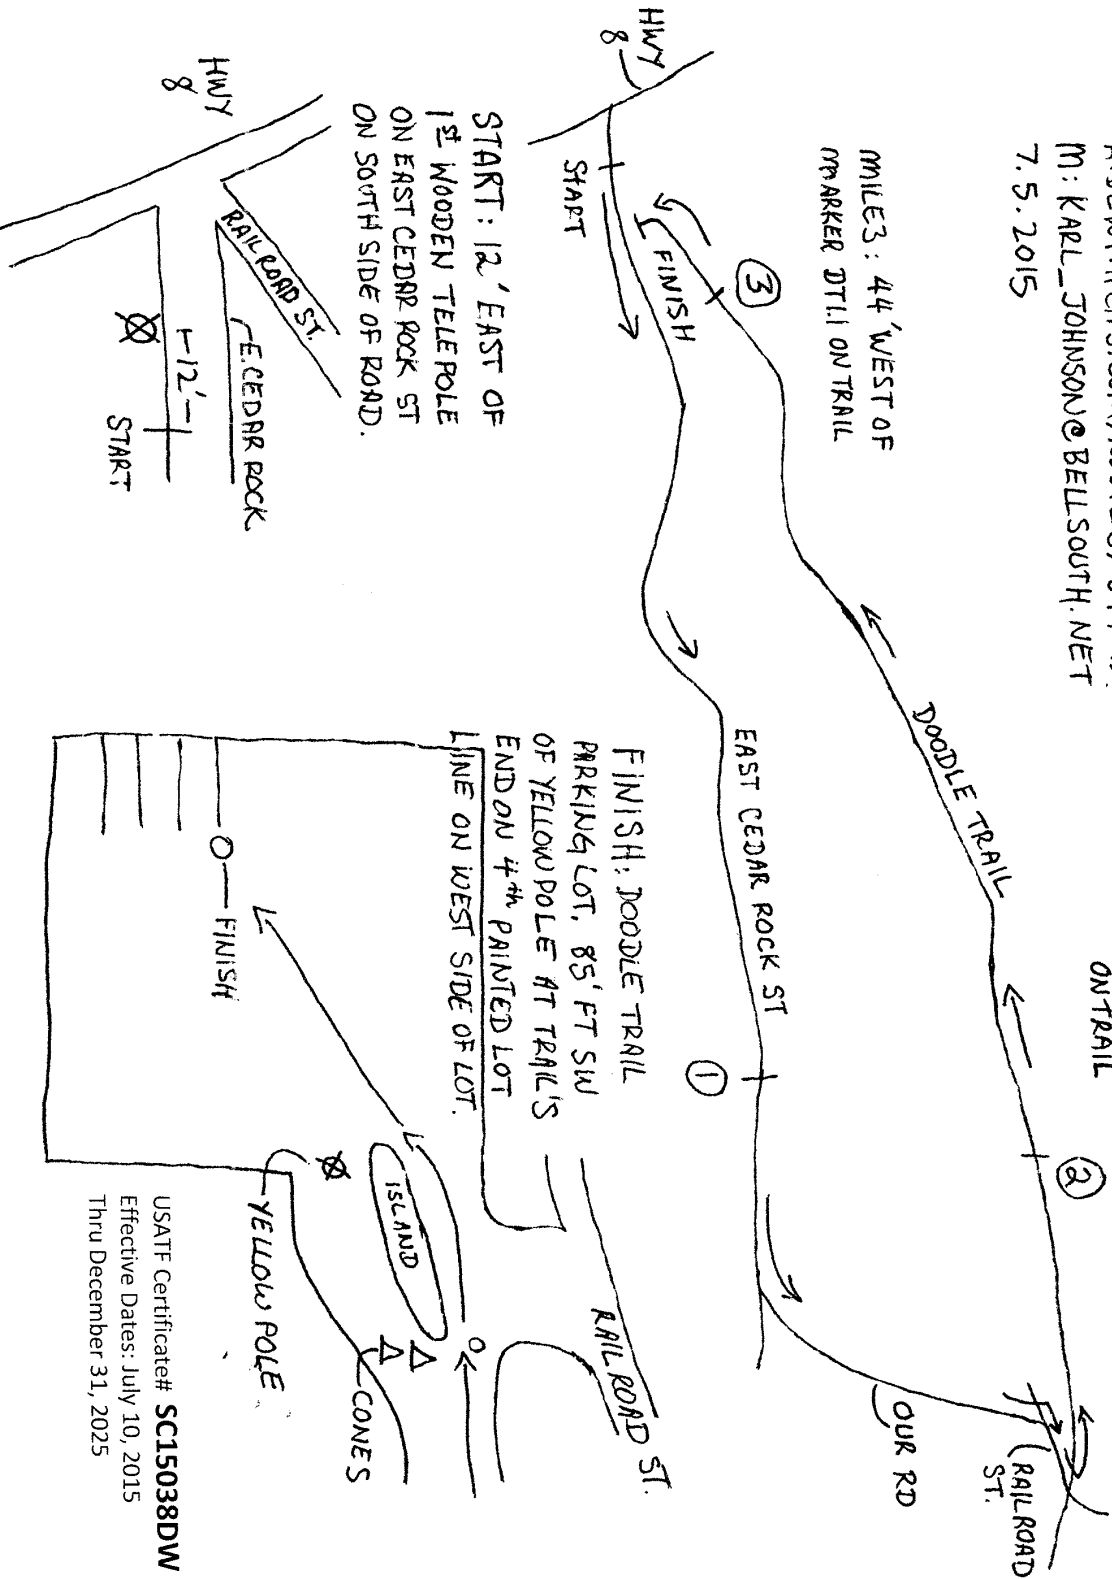 M: KARL_JOHNSON@BELLSOUTH.NET
7.5.2015
ON TRAIL
MILE3: 44' WEST OF
MARKER DT1.1 ON TRAIL
HWY
8
START
FINISH
3
DOODLE TRAIL
2
EAST CEDAR ROCK ST
1
OUR RD
RAILROAD
ST.
START: 12' EAST OF
1st WOODEN TELEPOLE
ON EAST CEDAR ROCK ST
ON SOUTH SIDE OF ROAD.
HWY
8
RAILROAD ST.
E.CEDAR ROCK
12'
START
FINISH: DOODLE TRAIL
PARKING LOT. 85' FT SW
OF YELLOW POLE AT TRAIL'S
END ON 4th PAINTED LOT
LINE ON WEST SIDE OF LOT.
RAILROAD ST.
ISLAND
FINISH
CONES
YELLOW POLE
USATF Certificate# SC15038DW
Effective Dates: July 10, 2015
Thru December 31, 2025